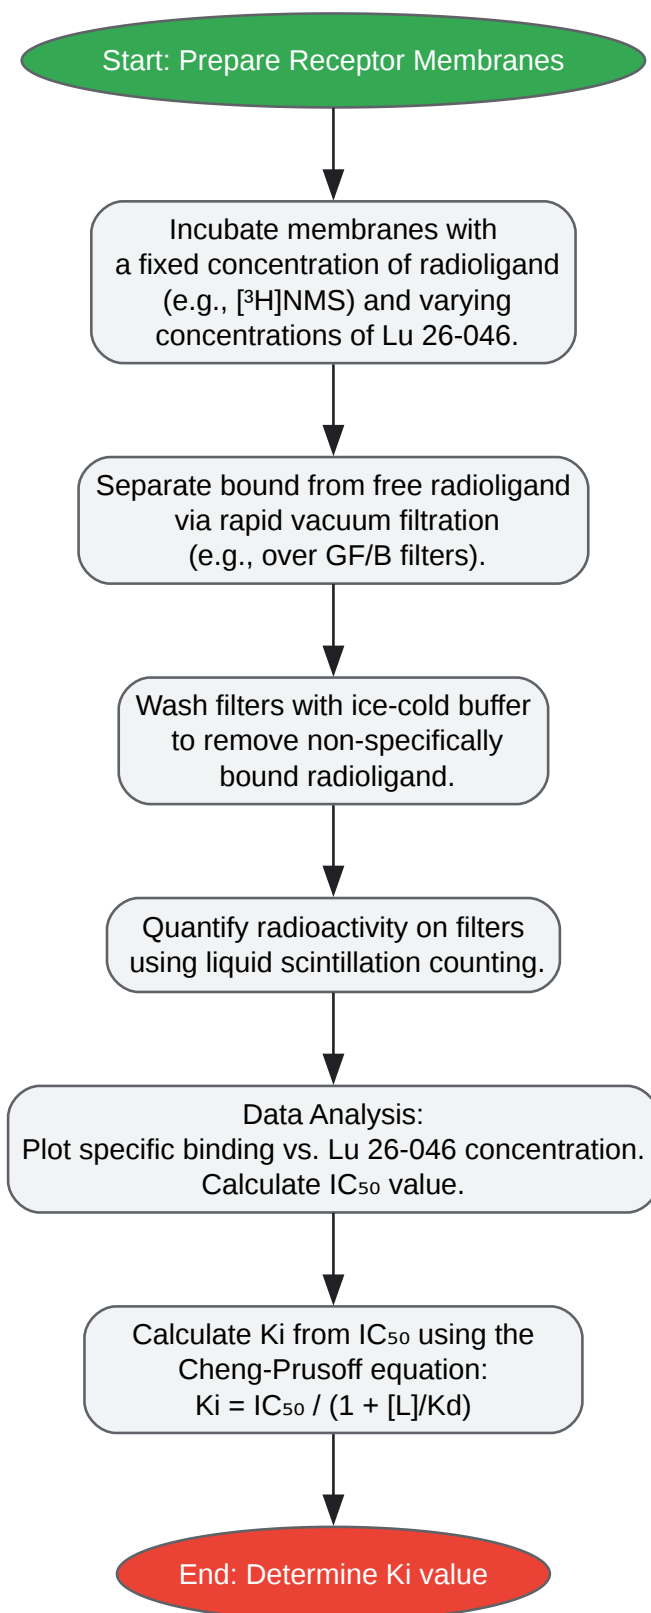 Start: Prepare Receptor Membranes
Incubate membranes with
a fixed concentration of radioligand
(e.g., [³H]NMS) and varying
concentrations of Lu 26-046.
Separate bound from free radioligand
via rapid vacuum filtration
(e.g., over GF/B filters).
Wash filters with ice-cold buffer
to remove non-specifically
bound radioligand.
Quantify radioactivity on filters
using liquid scintillation counting.
Data Analysis:
Plot specific binding vs. Lu 26-046 concentration.
Calculate IC₅₀ value.
Calculate Ki from IC₅₀ using the
Cheng-Prusoff equation:
Ki = IC₅₀ / (1 + [L]/Kd)
End: Determine Ki value